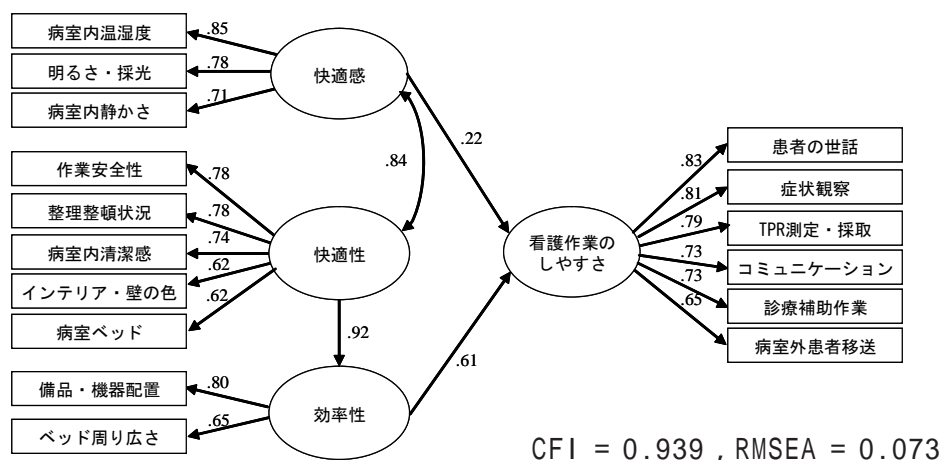 病室内温湿度
.85
明るさ・採光
.78
快適感
病室内静かさ
.71
.84
.22
作業安全性
.78
整理整頓状況
.78
病室内清潔感
.74
快適性
インテリア・壁の色
.62
病室ベッド
.62
.92
備品・機器配置
.80
効率性
ベッド周り広さ
.65
.61
看護作業の
しやすさ
.83
患者の世話
.81
症状観察
.79
TPR測定・採取
.73
コミュニケーション
.73
診療補助作業
.65
病室外患者移送
CFI = 0.939 , RMSEA = 0.073